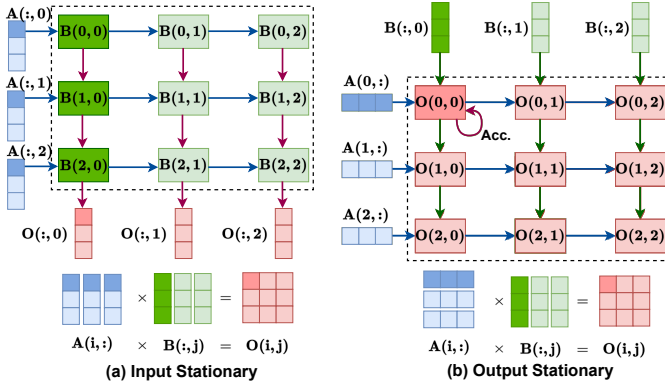 A(:, 0)
B(0, 0) B(0, 1) B(0, 2)
A(:, 1)
B(1, 0) B(1, 1) B(1, 2)
A(:, 2)
B(2, 0) B(2, 1) B(2, 2)
O(:, 0) O(:, 1) O(:, 2)
× =
A(i, :) × B(:, j) = O(i, j)
(a) Input Stationary
B(:, 0) B(:, 1) B(:, 2)
A(0, :)
O(0, 0) O(0, 1) O(0, 2)
Acc.
A(1, :)
O(1, 0) O(1, 1) O(1, 2)
A(2, :)
O(2, 0) O(2, 1) O(2, 2)
× =
A(i, :) × B(:, j) = O(i, j)
(b) Output Stationary